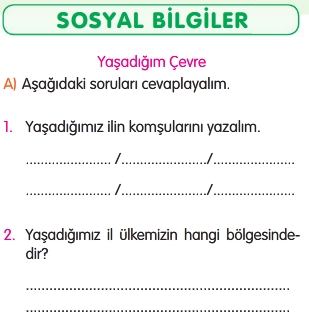 SOSYAL BİLGİLER
Yaşadığım Çevre
A) Aşağıdaki soruları cevaplayalım.
1. Yaşadığımız ilin komşularını yazalım.
....................... /......................./......................
....................... /......................./......................
2. Yaşadığımız il ülkemizin hangi bölgesinde-
dir?
.....................................................................
.....................................................................